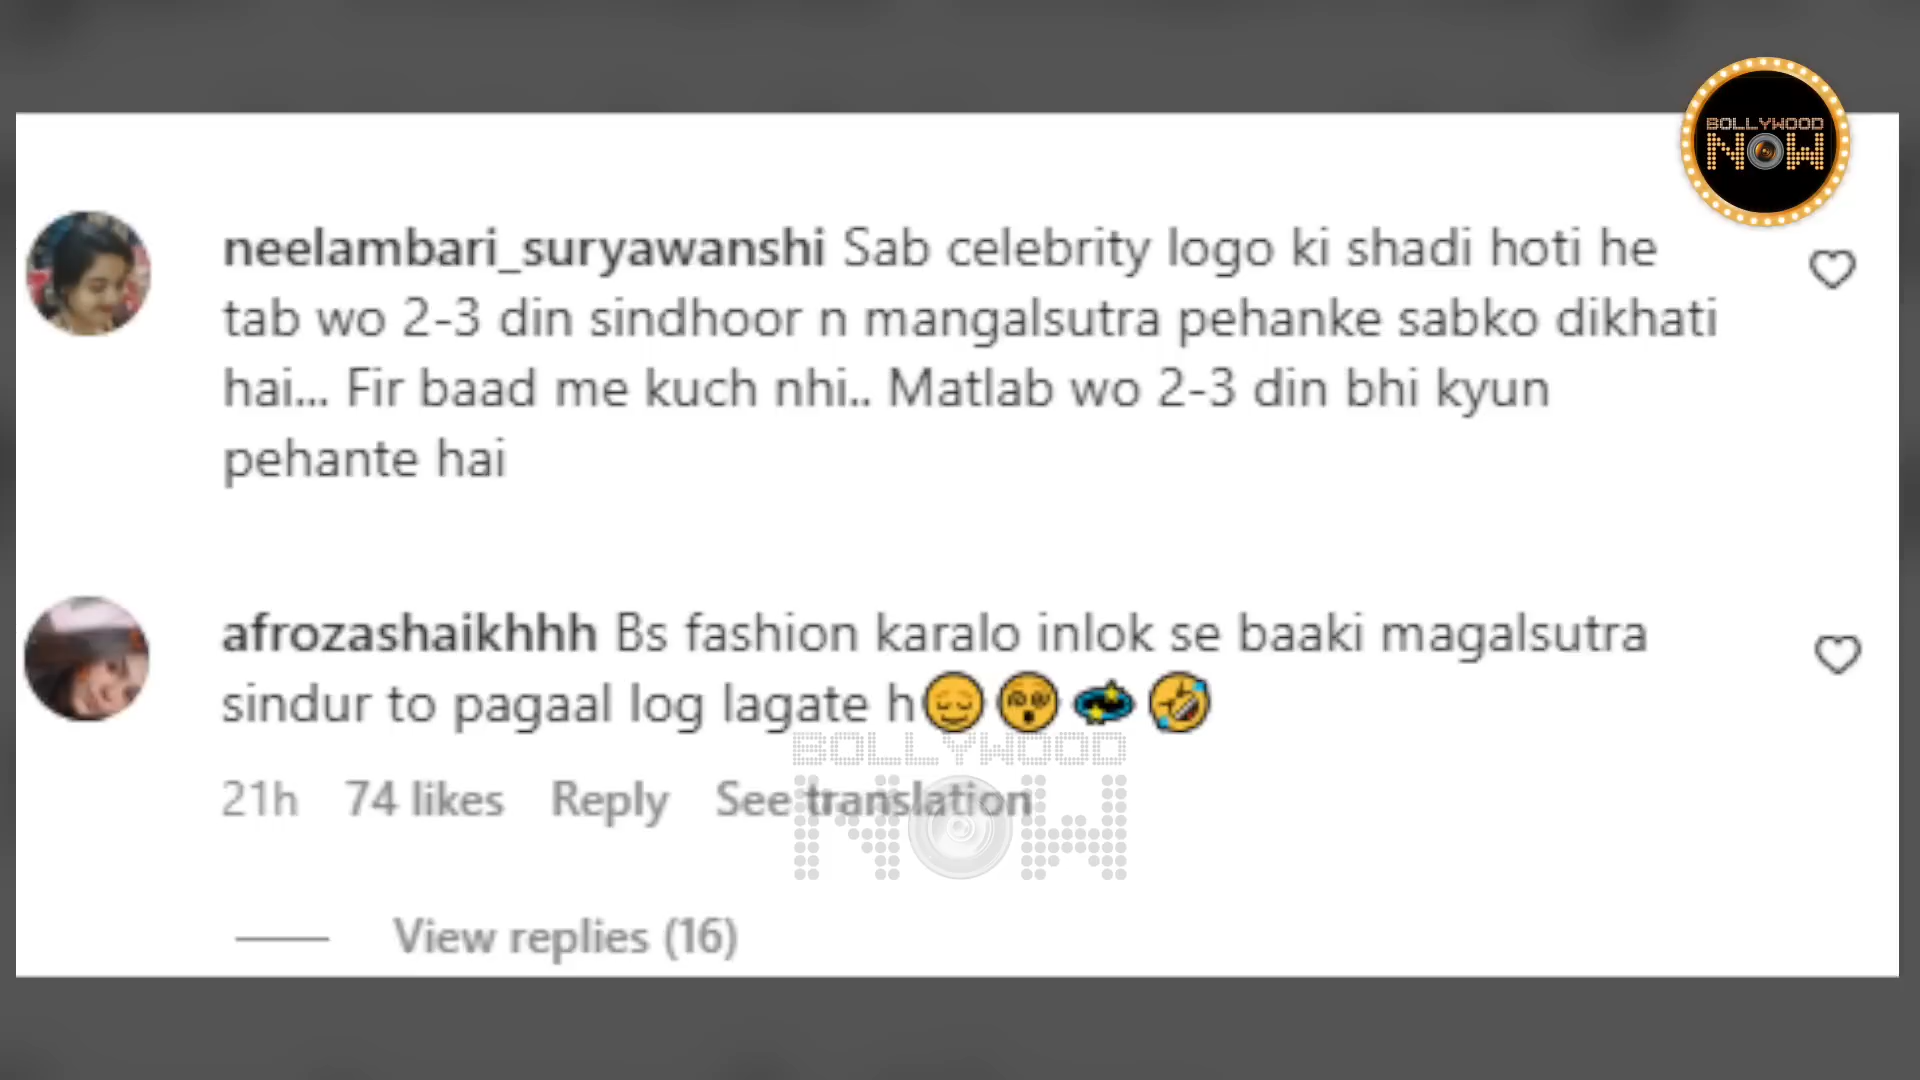 BOLLYWOOD
NOW
neelambari_suryawanshi Sab celebrity logo ki shadi hoti he
tab wo 2-3 din sindhoor n mangalsutra pehanke sabko dikhati
hai... Fir baad me kuch nhi.. Matlab wo 2-3 din bhi kyun
pehante hai
afrozashaikhhh Bs fashion karalo inlok se baaki magalsutra
sindur to pagaal log lagate h😌😵‍💫💫🤣
BOLLYWOOD
NOW
21h 74 likes Reply See translation
View replies (16)